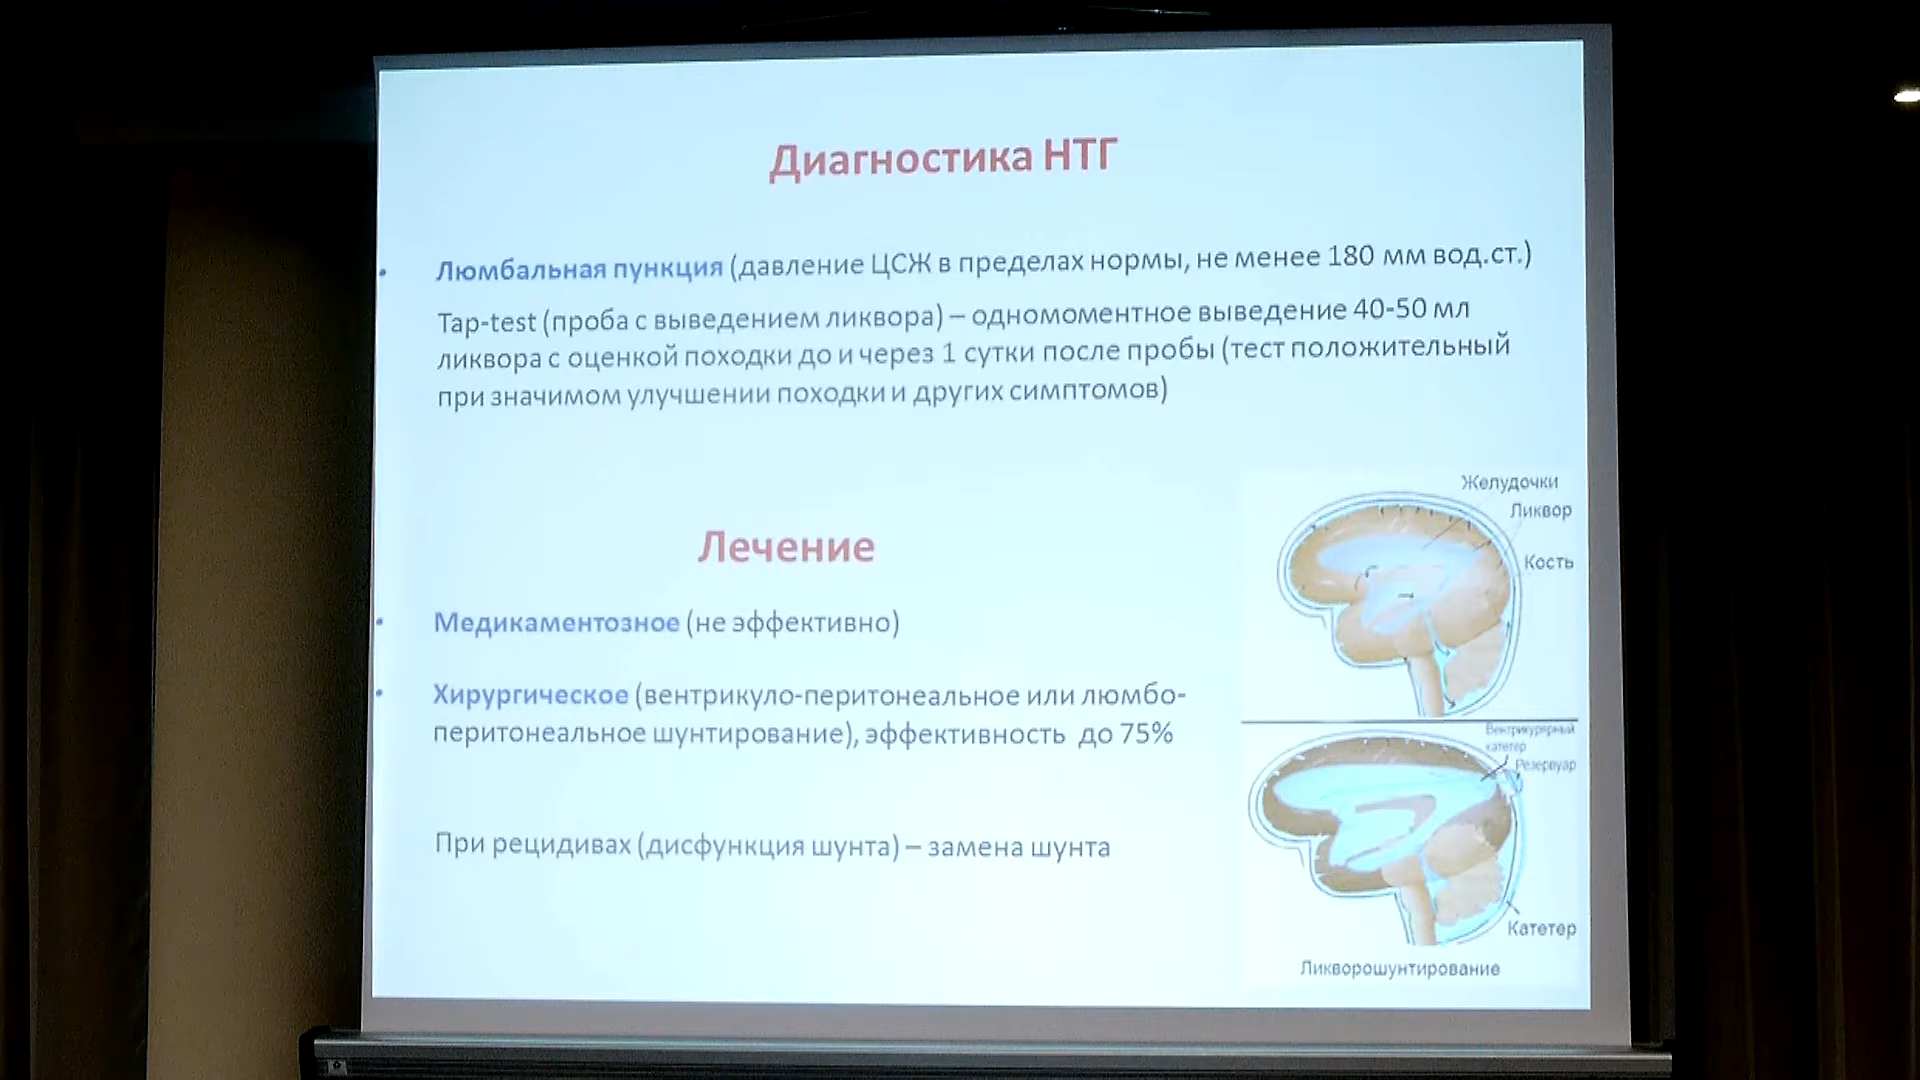 Диагностика НТГ
• Люмбальная пункция (давление ЦСЖ в пределах нормы, не менее 180 мм вод.ст.)
Tap-test (проба с выведением ликвора) – одномоментное выведение 40-50 мл
ликвора с оценкой походки до и через 1 сутки после пробы (тест положительный
при значимом улучшении походки и других симптомов)
Лечение
• Медикаментозное (не эффективно)
• Хирургическое (вентрикуло-перитонеальное или люмбо-
перитонеальное шунтирование), эффективность до 75%
При рецидивах (дисфункция шунта) – замена шунта
Желудочки
Ликвор
Кость
Вентрикулярный
катетер
Резервуар
Катетер
Ликворошунтирование